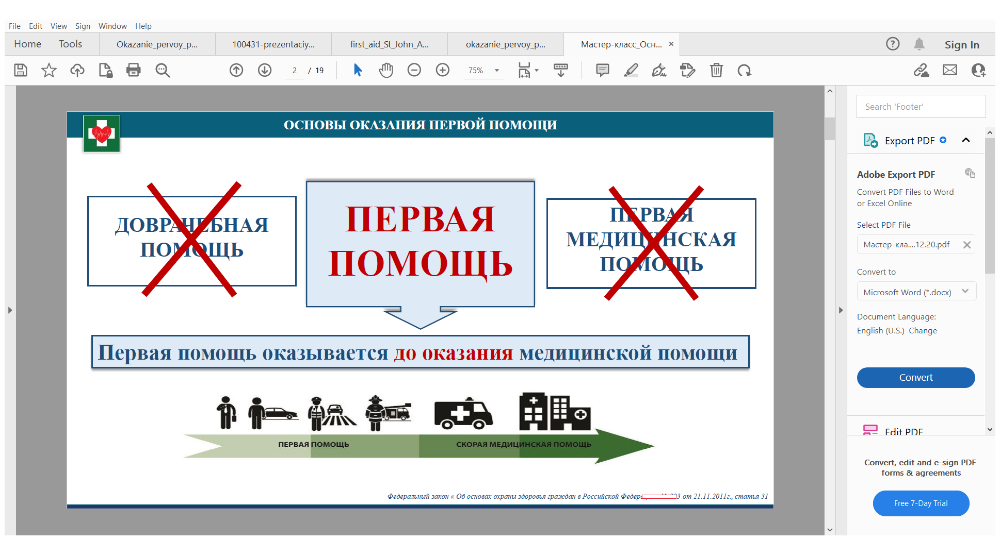 File Edit View Sign Window Help
Home Tools Okazanie_pervoy_p... 100431-prezentaciy... first_aid_St_John_A... okazanie_pervoy_p... Мастер-класс_Осн... × Sign In
2 / 19 75%
Search 'Footer'
ОСНОВЫ ОКАЗАНИЯ ПЕРВОЙ ПОМОЩИ
ДОВРАЧЕБНАЯ
ПОМОЩЬ
ПЕРВАЯ
ПОМОЩЬ
ПЕРВАЯ
МЕДИЦИНСКАЯ
ПОМОЩЬ
Первая помощь оказывается до оказания медицинской помощи
ПЕРВАЯ ПОМОЩЬ
СКОРАЯ МЕДИЦИНСКАЯ ПОМОЩЬ
Федеральный закон « Об основах охраны здоровья граждан в Российской от 21.11.2011г., статья 31
Export PDF
Adobe Export PDF
Convert PDF Files to Word
or Excel Online
Select PDF File
Мастер-кла....12.20.pdf
Convert to
Microsoft Word (*.docx)
Document Language:
English (U.S.) Change
Convert
Edit PDF
Convert, edit and e-sign PDF
forms & agreements
Free 7-Day Trial